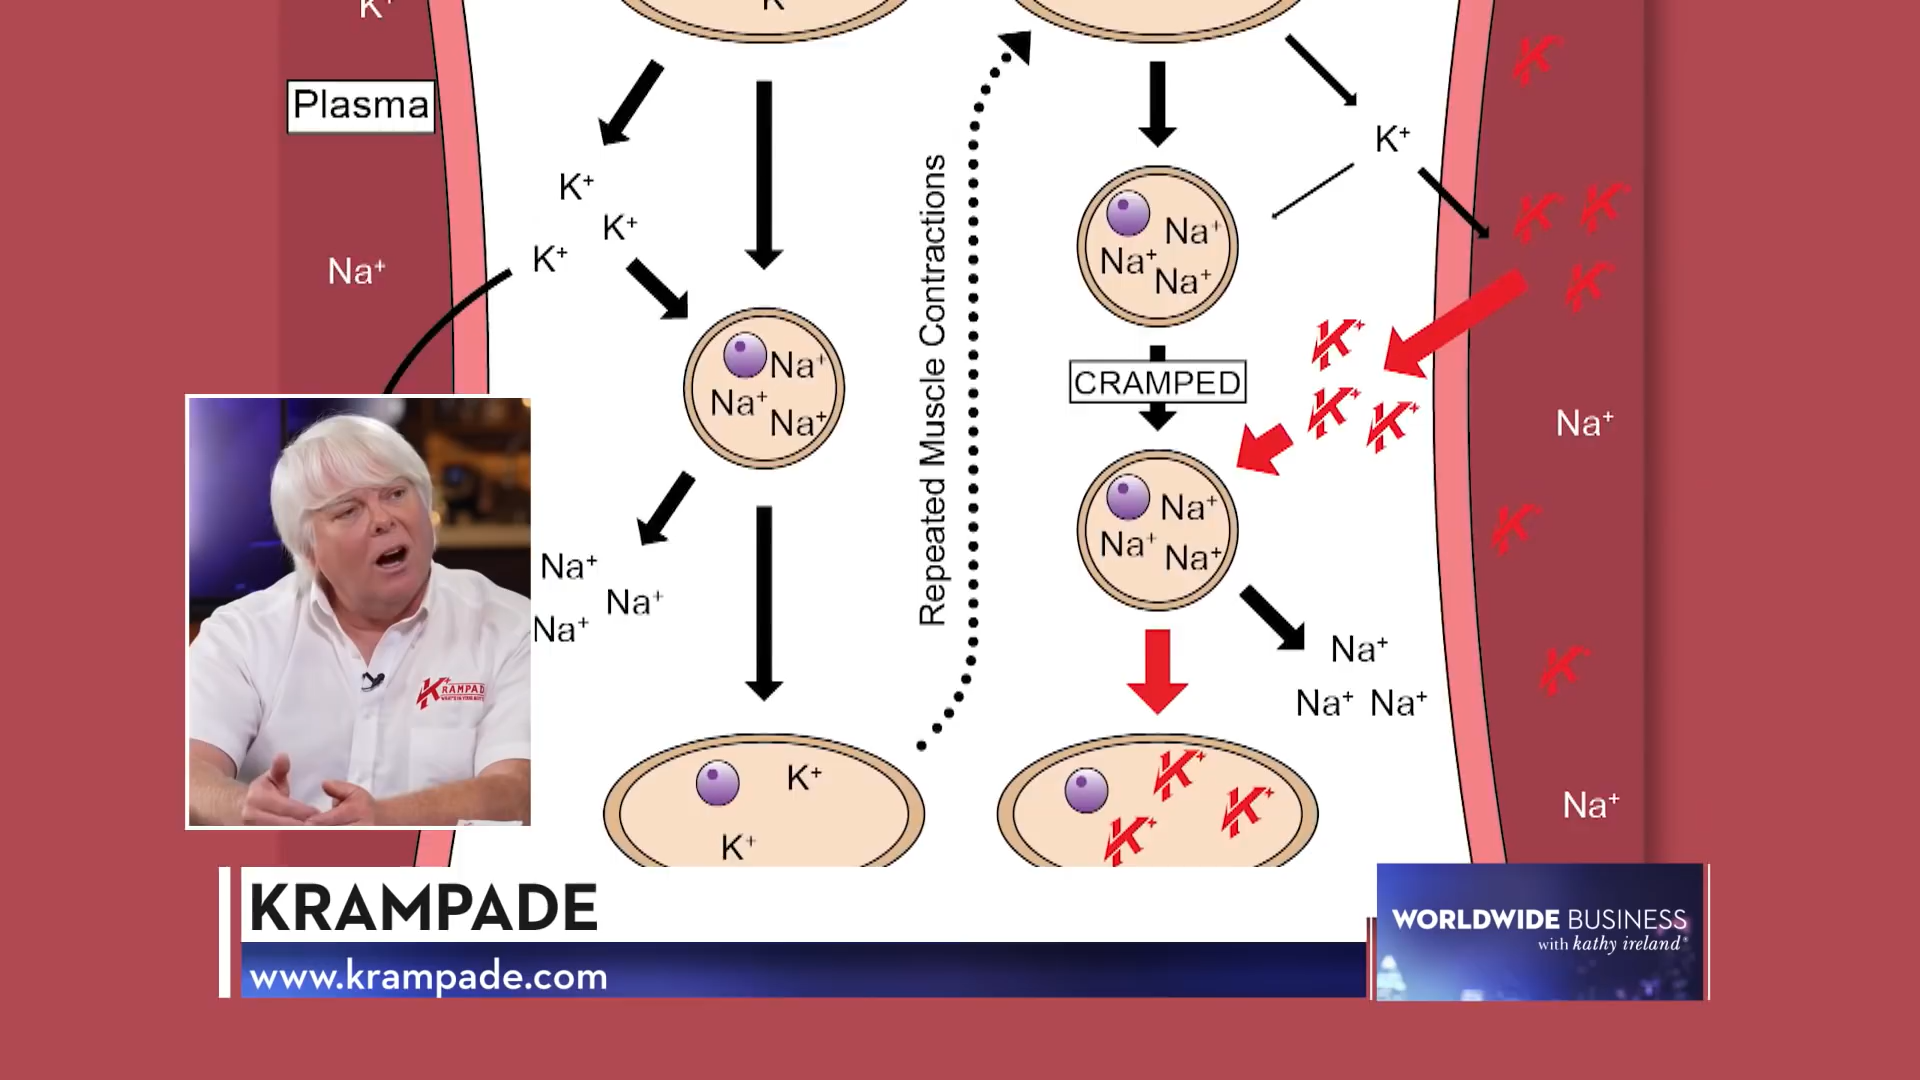 K⁺
K
Plasma
K⁺
K⁺
K⁺
K⁺
Na⁺
Na⁺
Na⁺
Na⁺
Na⁺
Na⁺
Na⁺
K⁺
K⁺
Repeated Muscle Contractions
K⁺
Na⁺
Na⁺
Na⁺
CRAMPED
K⁺
K⁺
K⁺
Na⁺
Na⁺
Na⁺
Na⁺
Na⁺
Na⁺
K⁺
K⁺
K⁺
K
K
K
K
Na⁺
K
K
Na⁺
KRAMPAD
KRAMPADE
www.krampade.com
WORLDWIDE BUSINESS
with kathy ireland®